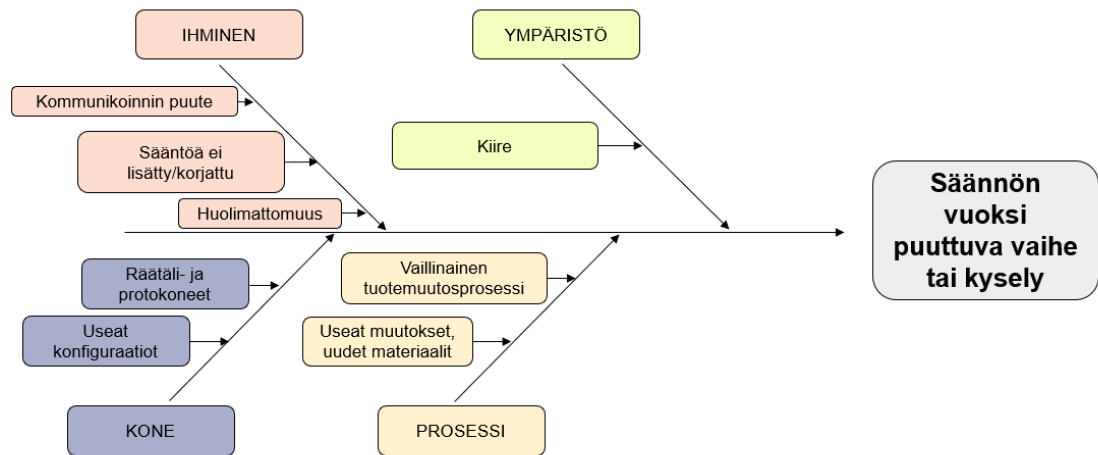 IHMINEN
YMPÄRISTÖ
Kommunikoinnin puute
Sääntöä ei
lisätty/korjattu
Huolimattomuus
Kiire
Säännön
vuoksi
puuttuva vaihe
tai kysely
Räätäli- ja
protokoneet
Useat
konfiguraatiot
Vaillinainen
tuotemuutosprosessi
Useat muutokset,
uudet materiaalit
KONE
PROSESSI